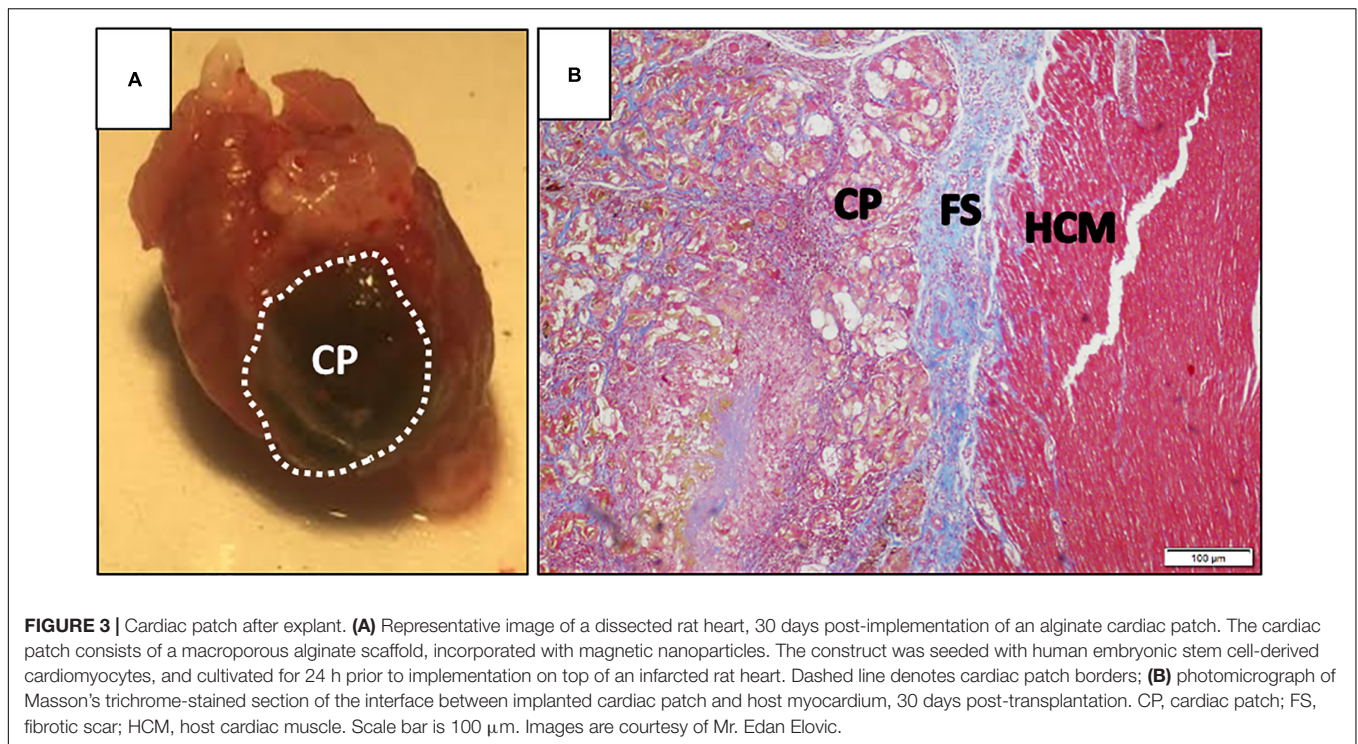 A
B
CP
CP
FS
HCM
100 µm
FIGURE 3 | Cardiac patch after explant. (A) Representative image of a dissected rat heart, 30 days post-implementation of an alginate cardiac patch. The cardiac
patch consists of a macroporous alginate scaffold, incorporated with magnetic nanoparticles. The construct was seeded with human embryonic stem cell-derived
cardiomyocytes, and cultivated for 24 h prior to implementation on top of an infarcted rat heart. Dashed line denotes cardiac patch borders; (B) photomicrograph of
Masson’s trichrome-stained section of the interface between implanted cardiac patch and host myocardium, 30 days post-transplantation. CP, cardiac patch; FS,
fibrotic scar; HCM, host cardiac muscle. Scale bar is 100 μm. Images are courtesy of Mr. Edan Elovic.